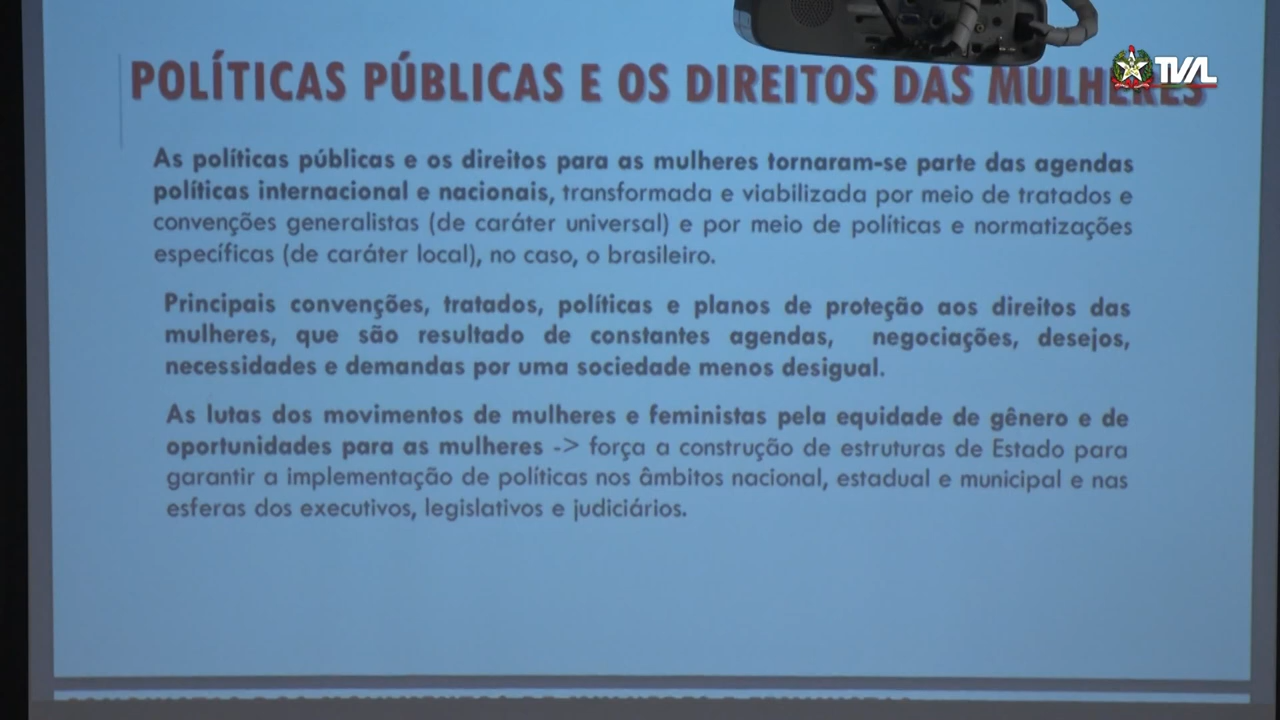 POLÍTICAS PÚBLICAS E OS DIREITOS DAS MULHERES
TVAL
As políticas públicas e os direitos para as mulheres tornaram-se parte das agendas
políticas internacional e nacionais, transformada e viabilizada por meio de tratados e
convenções generalistas (de caráter universal) e por meio de políticas e normatizações
específicas (de caráter local), no caso, o brasileiro.
Principais convenções, tratados, políticas e planos de proteção aos direitos das
mulheres, que são resultado de constantes agendas, negociações, desejos,
necessidades e demandas por uma sociedade menos desigual.
As lutas dos movimentos de mulheres e feministas pela equidade de gênero e de
oportunidades para as mulheres -> força a construção de estruturas de Estado para
garantir a implementação de políticas nos âmbitos nacional, estadual e municipal e nas
esferas dos executivos, legislativos e judiciários.